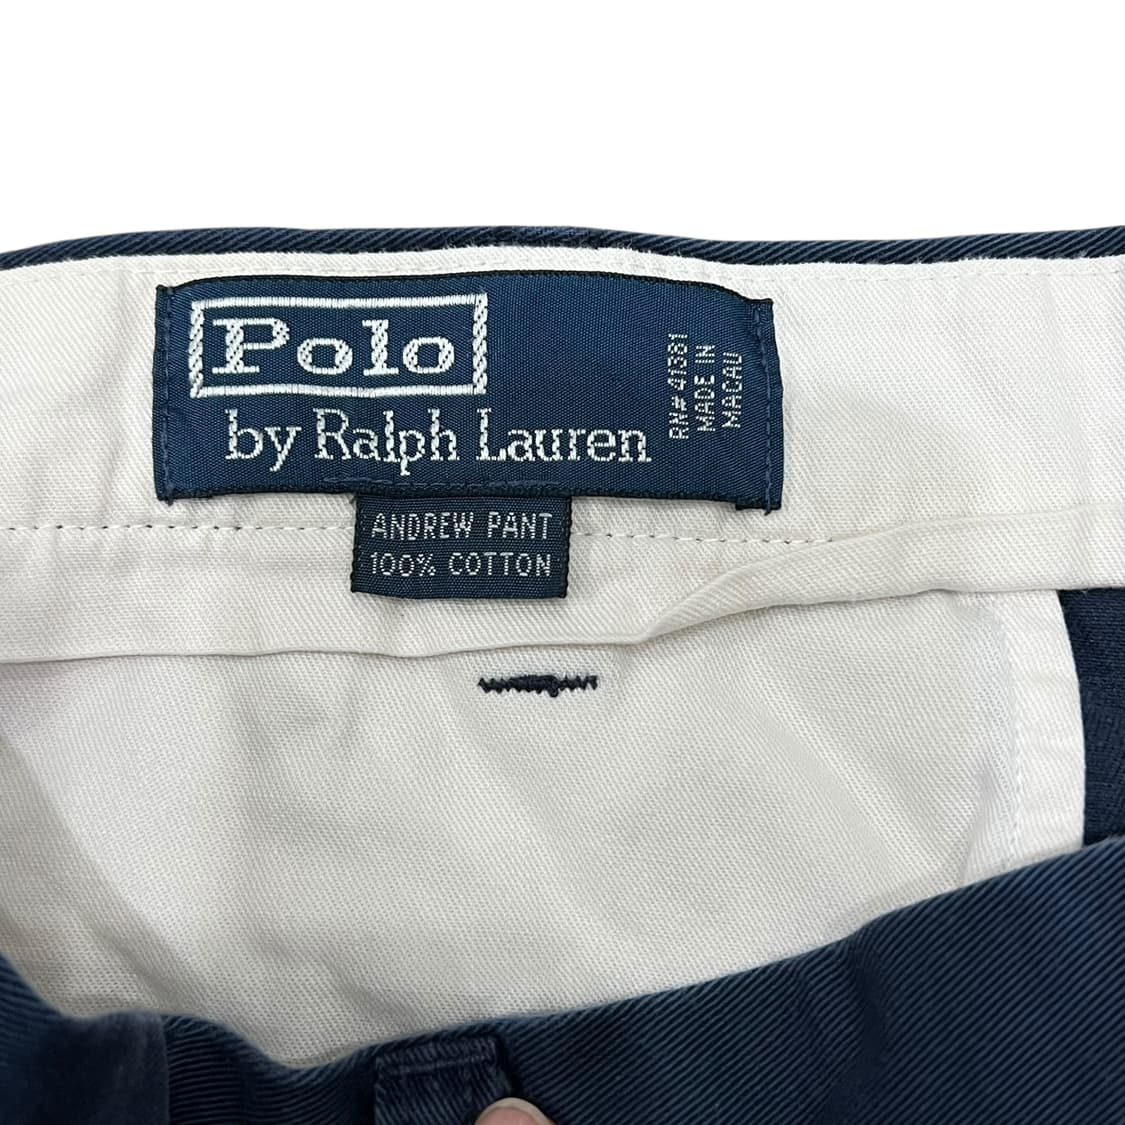 Polo
by Ralph Lauren
RN# 41381
MADE IN
MACAU
ANDREW PANT
100% COTTON